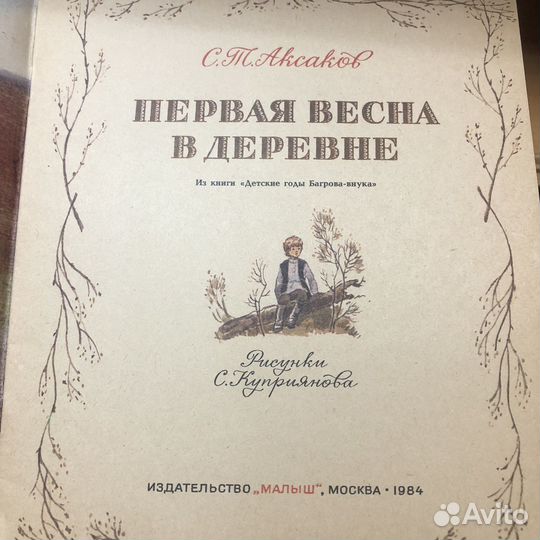 С.Т.Аксаков
ПЕРВАЯ ВЕСНА
В ДЕРЕВНЕ
Из книги «Детские годы Багрова-внука»
Рисунки
С.Куприянова
ИЗДАТЕЛЬСТВО „МАЛЫШ“, МОСКВА · 1984
Avito